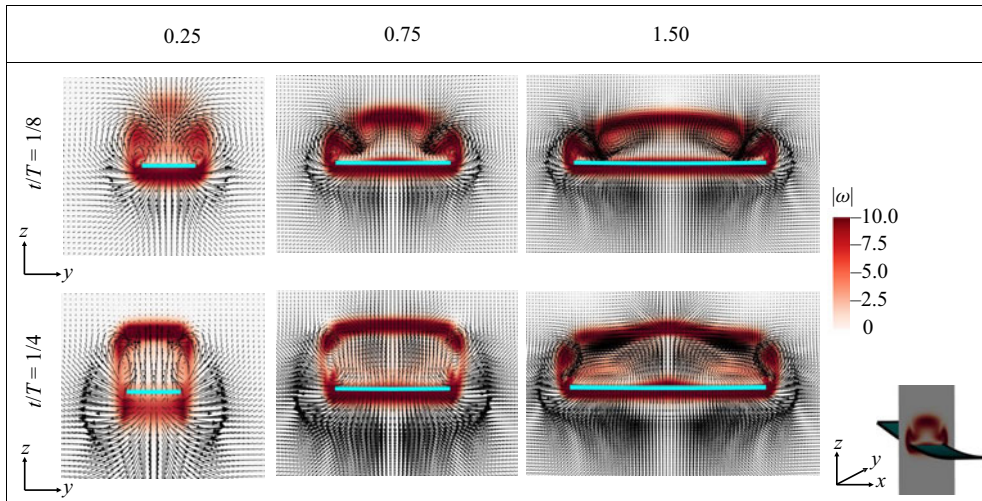 0.25 0.75 1.50
t/T = 1/8
z
y
|ω|
10.0
7.5
5.0
2.5
0
t/T = 1/4
z
y
z
y
x